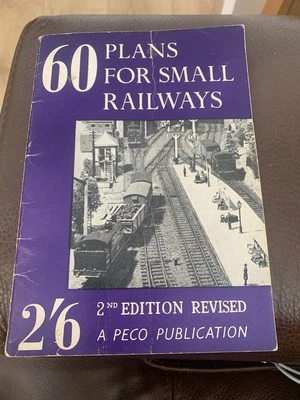 60 PLANS
FOR SMALL
RAILWAYS
2'6
2ND EDITION REVISED
A PECO PUBLICATION